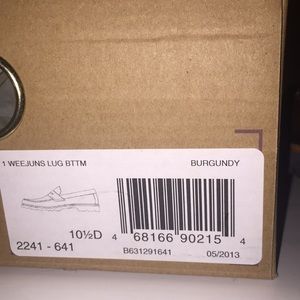 1 WEEJUNS LUG BTTM BURGUNDY
10½D
2241 - 641
4 68166 90215 4
B631291641 05/2013